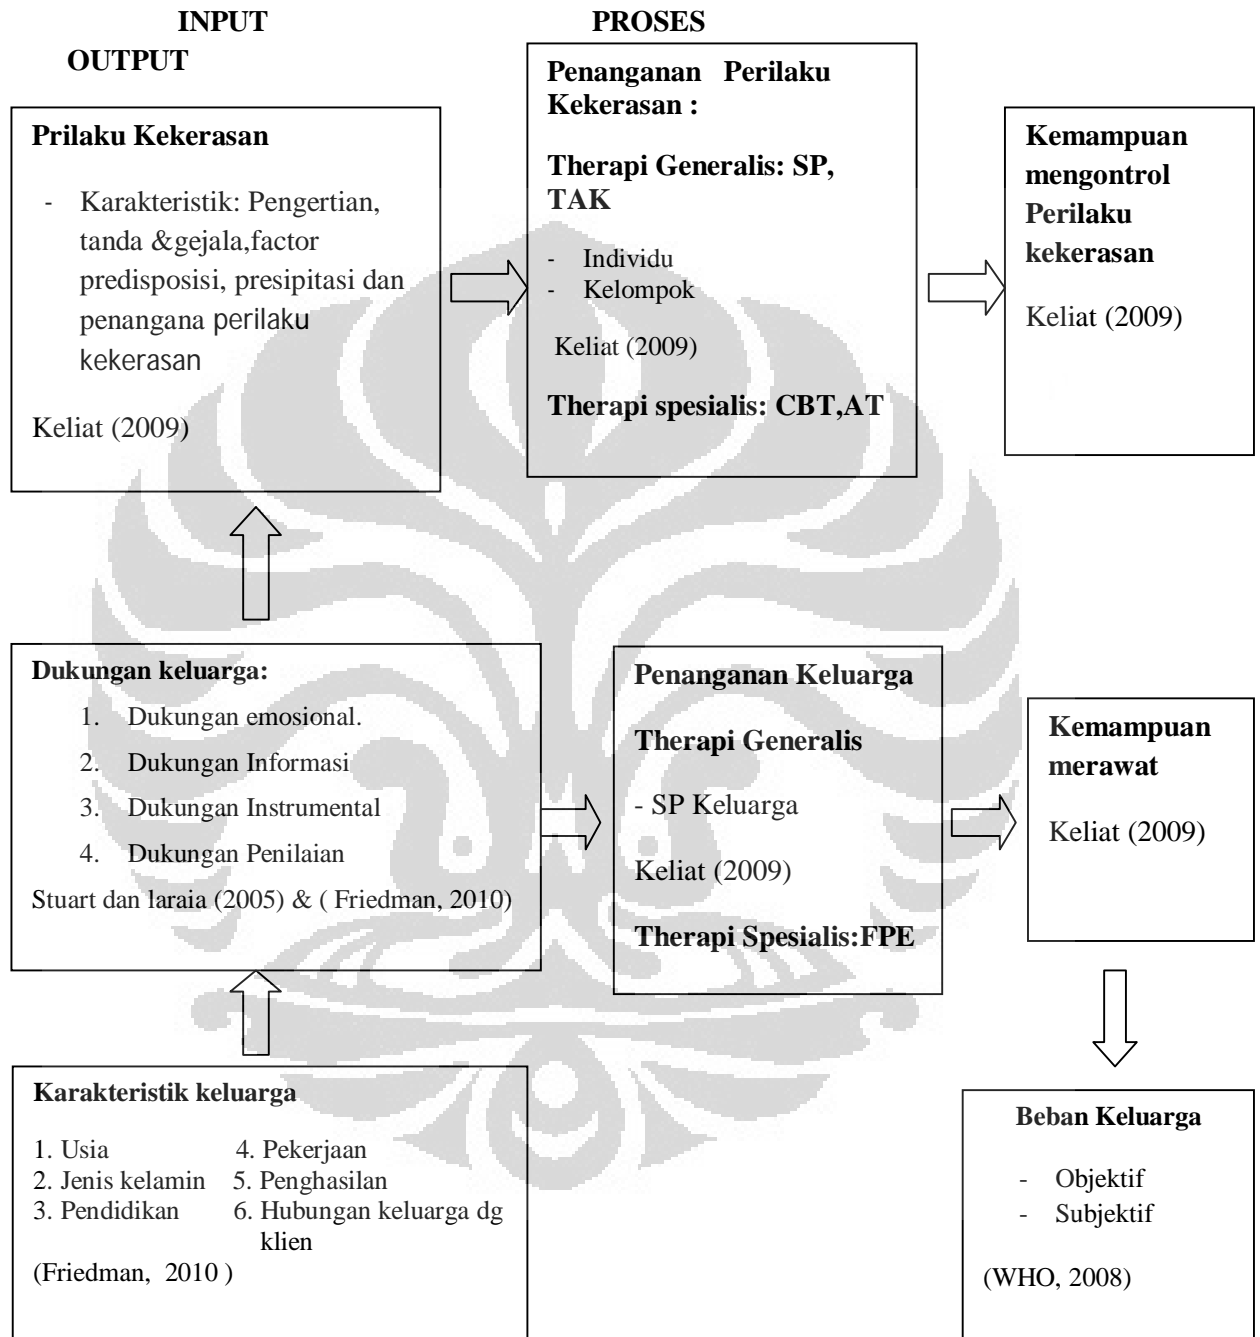 INPUT PROSES
OUTPUT
Prilaku Kekerasan
- Karakteristik: Pengertian,
tanda &gejala,factor
predisposisi, presipitasi dan
penangana perilaku
kekerasan
Keliat (2009)
Penanganan Perilaku
Kekerasan :
Therapi Generalis: SP,
TAK
- Individu
- Kelompok
Keliat (2009)
Therapi spesialis: CBT,AT
Kemampuan
mengontrol
Perilaku
kekerasan
Keliat (2009)
Dukungan keluarga:
1. Dukungan emosional.
2. Dukungan Informasi
3. Dukungan Instrumental
4. Dukungan Penilaian
Stuart dan laraia (2005) & ( Friedman, 2010)
Penanganan Keluarga
Therapi Generalis
- SP Keluarga
Keliat (2009)
Therapi Spesialis:FPE
Kemampuan
merawat
Keliat (2009)
Karakteristik keluarga
1. Usia 4. Pekerjaan
2. Jenis kelamin 5. Penghasilan
3. Pendidikan 6. Hubungan keluarga dg
klien
(Friedman, 2010 )
Beban Keluarga
- Objektif
- Subjektif
(WHO, 2008)